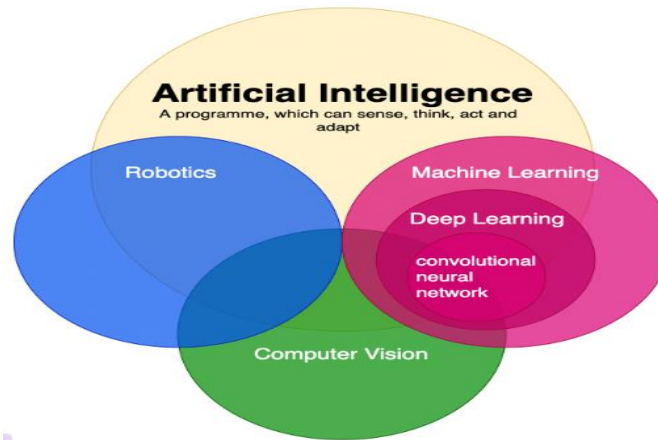 Artificial Intelligence
A programme, which can sense, think, act and
adapt
Robotics
Machine Learning
Deep Learning
convolutional
neural
network
Computer Vision